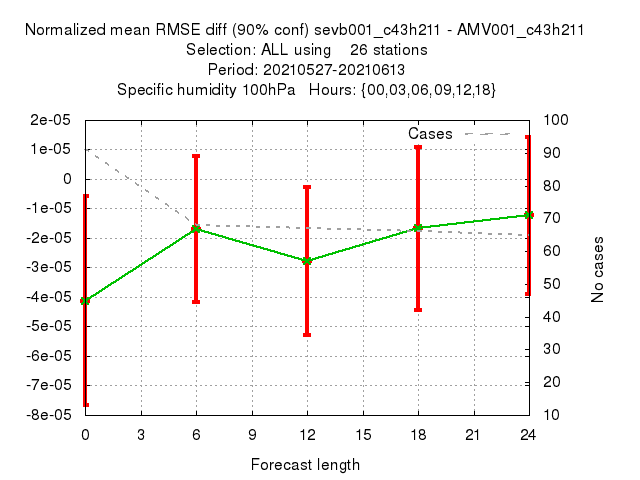 Normalized mean RMSE diff (90% conf) sevb001_c43h211 - AMV001_c43h211
Selection: ALL using    26 stations
Period: 20210527-20210613
Specific humidity 100hPa   Hours: {00,03,06,09,12,18}
2e-05
1e-05
0
-1e-05
-2e-05
-3e-05
-4e-05
-5e-05
-6e-05
-7e-05
-8e-05
Cases
100
90
80
70
60
50
40
30
20
10
No cases
0 3 6 9 12 15 18 21 24
Forecast length